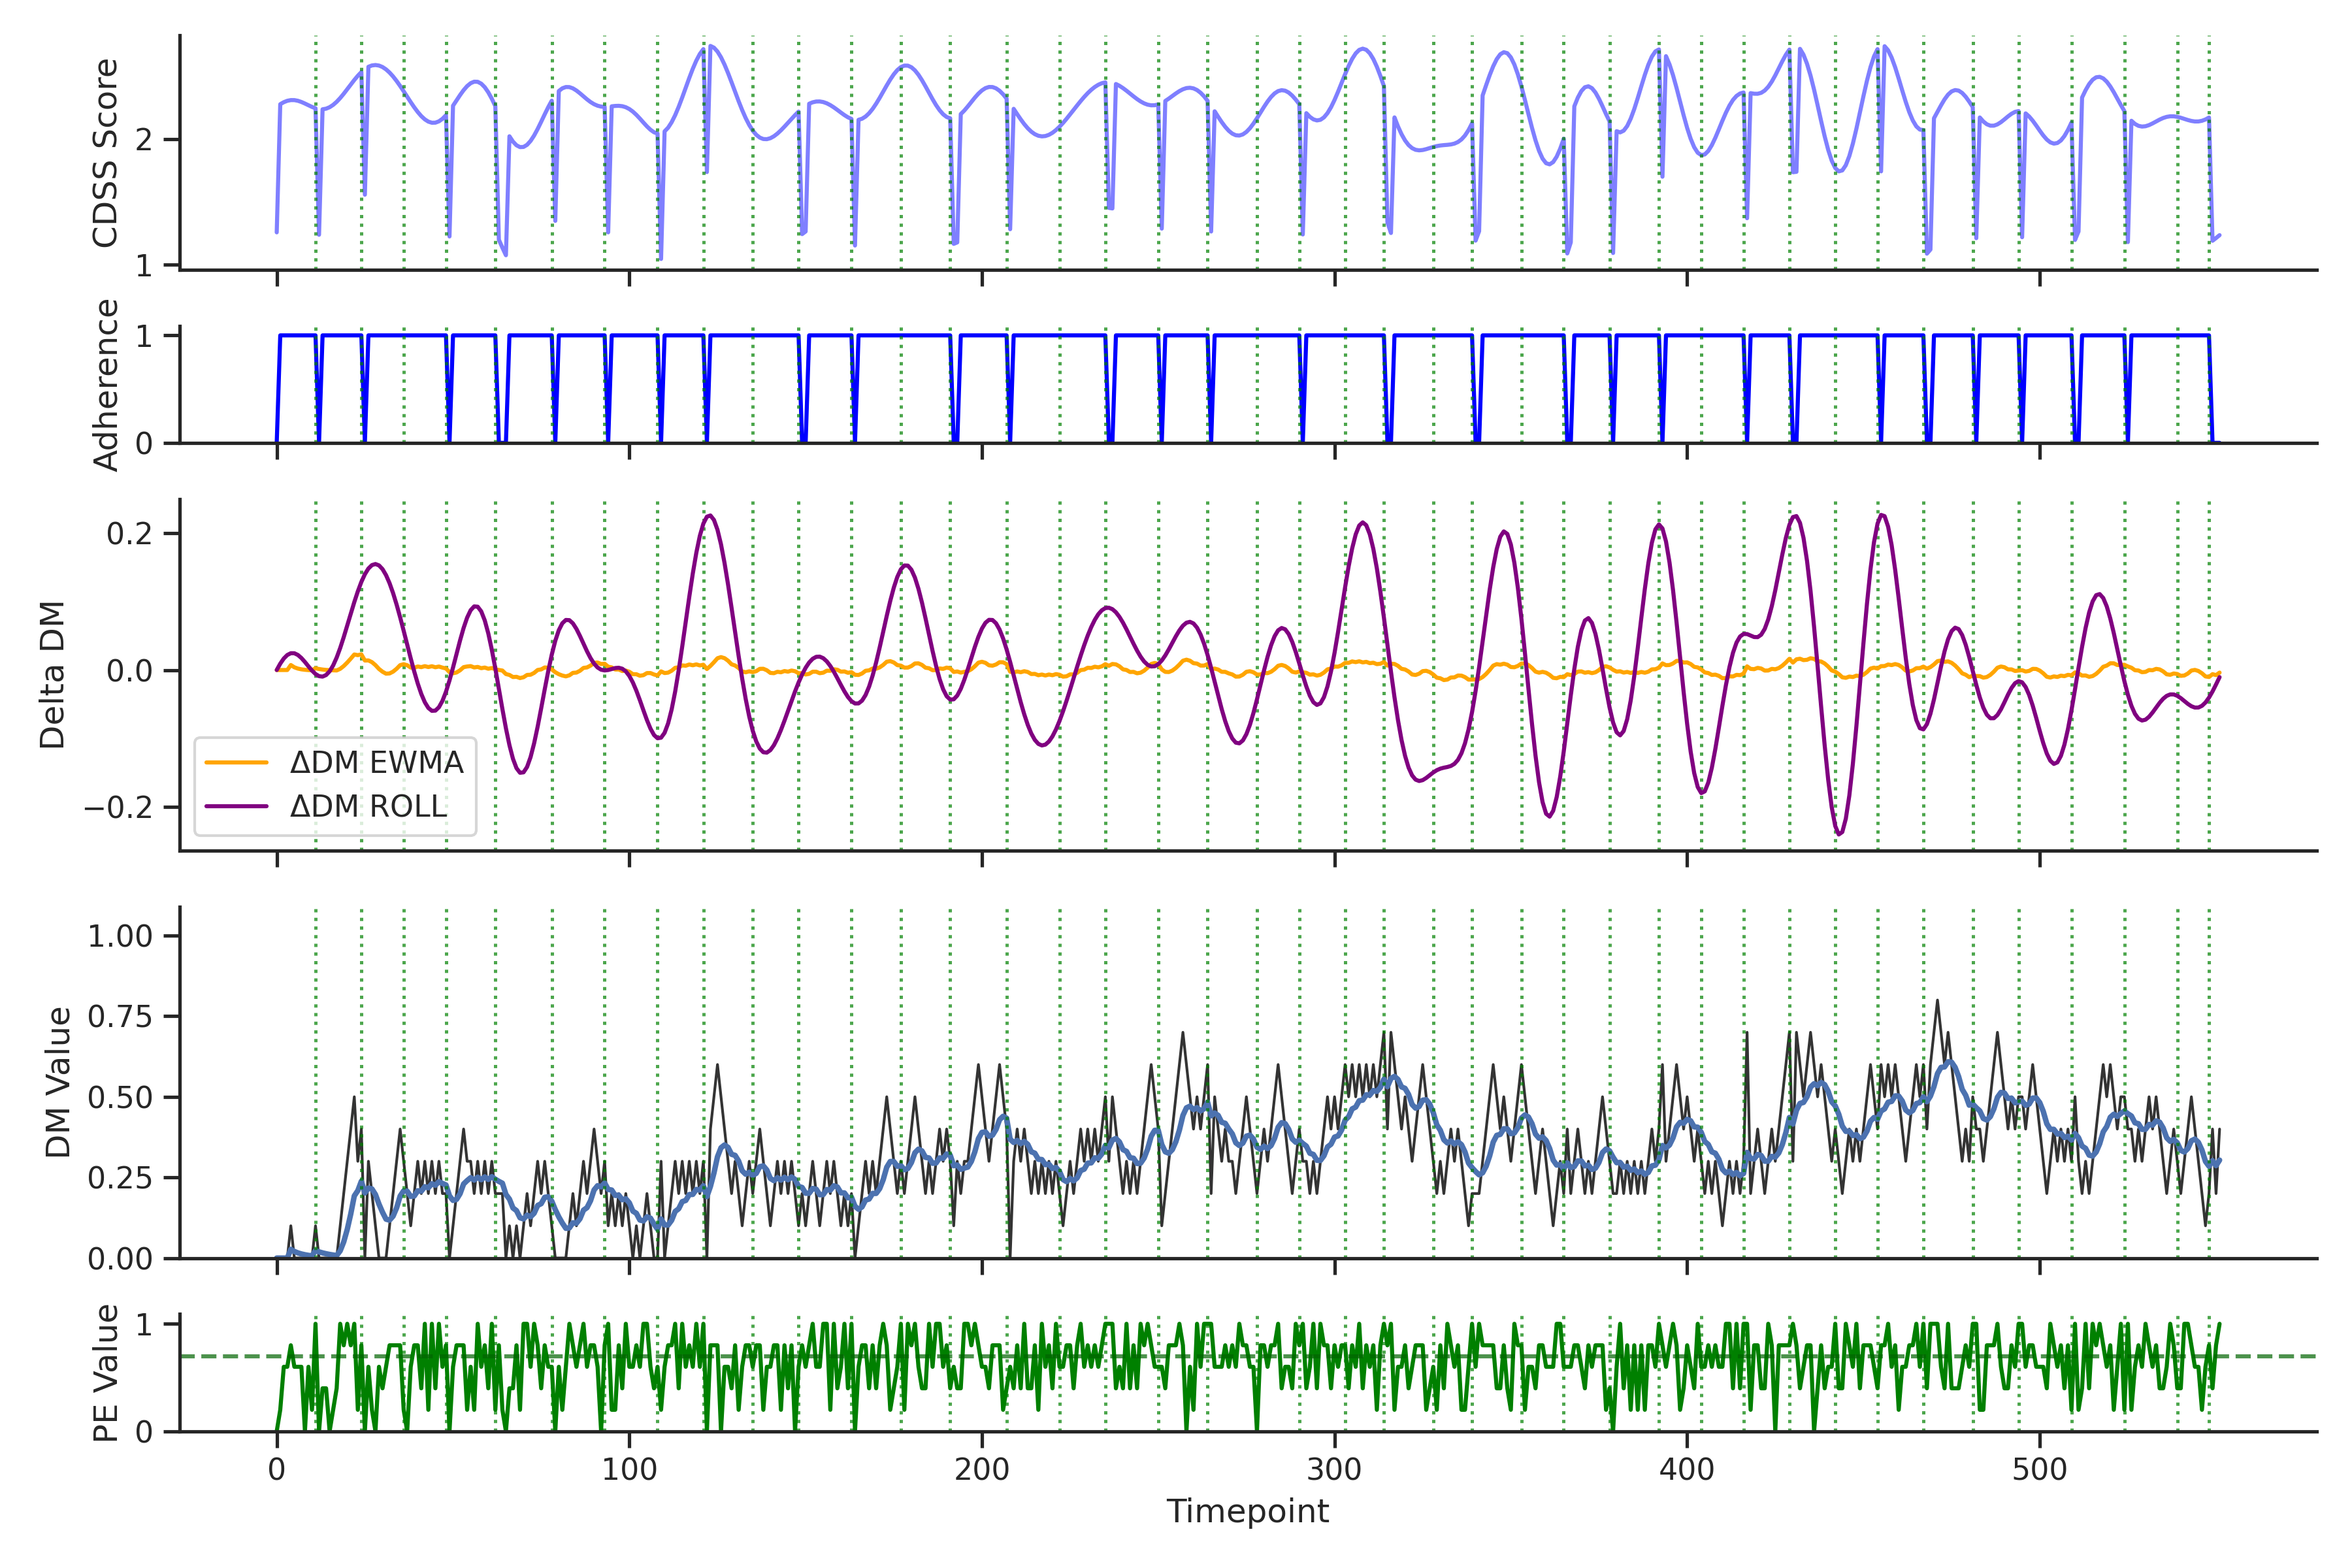 CDSS Score
2
1
Adherence
1
0
Delta DM
0.2
0.0
−0.2
ΔDM EWMA
ΔDM ROLL
DM Value
1.00
0.75
0.50
0.25
0.00
PE Value
1
0
0 100 200 300 400 500
Timepoint